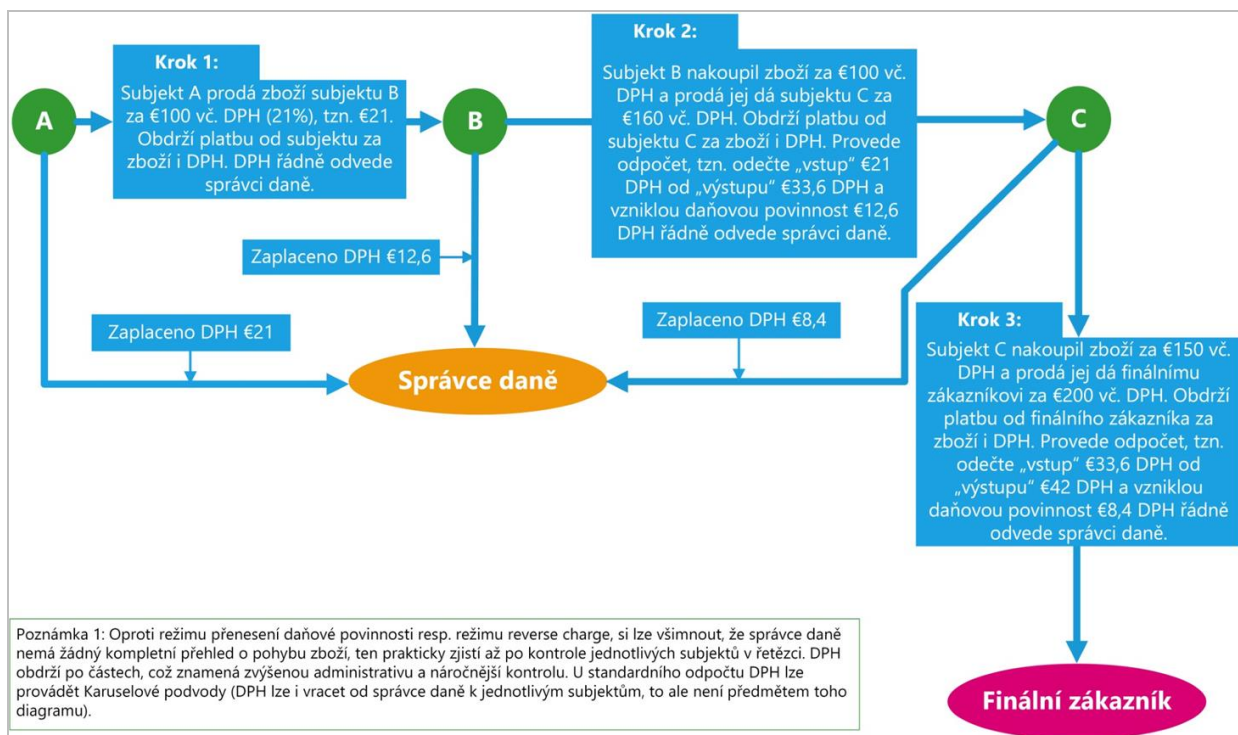 Krok 1:
Subjekt A prodá zboží subjektu B
za €100 vč. DPH (21%), tzn. €21.
Obdrží platbu od subjektu za
zboží i DPH. DPH řádně odvede
správci daně.
Krok 2:
Subjekt B nakoupil zboží za €100 vč.
DPH a prodá jej dá subjektu C za
€160 vč. DPH. Obdrží platbu od
subjektu C za zboží i DPH. Provede
odpočet, tzn. odečte „vstup“ €21
DPH od „výstupu“ €33,6 DPH a
vzniklou daňovou povinnost €12,6
DPH řádně odvede správci daně.
A
B
C
Zaplaceno DPH €12,6
Zaplaceno DPH €21
Zaplaceno DPH €8,4
Správce daně
Krok 3:
Subjekt C nakoupil zboží za €150 vč.
DPH a prodá jej dá finálnímu
zákazníkovi za €200 vč. DPH. Obdrží
platbu od finálního zákazníka za
zboží i DPH. Provede odpočet, tzn.
odečte „vstup“ €33,6 DPH od
„výstupu“ €42 DPH a vzniklou
daňovou povinnost €8,4 DPH řádně
odvede správci daně.
Poznámka 1: Oproti režimu přenesení daňové povinnosti resp. režimu reverse charge, si lze všimnout, že správce daně
nemá žádný kompletní přehled o pohybu zboží, ten prakticky zjistí až po kontrole jednotlivých subjektů v řetězci. DPH
obdrží po částech, což znamená zvýšenou administrativu a náročnější kontrolu. U standardního odpočtu DPH lze
provádět Karuselové podvody (DPH lze i vracet od správce daně k jednotlivým subjektům, to ale není předmětem toho
diagramu).
Finální zákazník